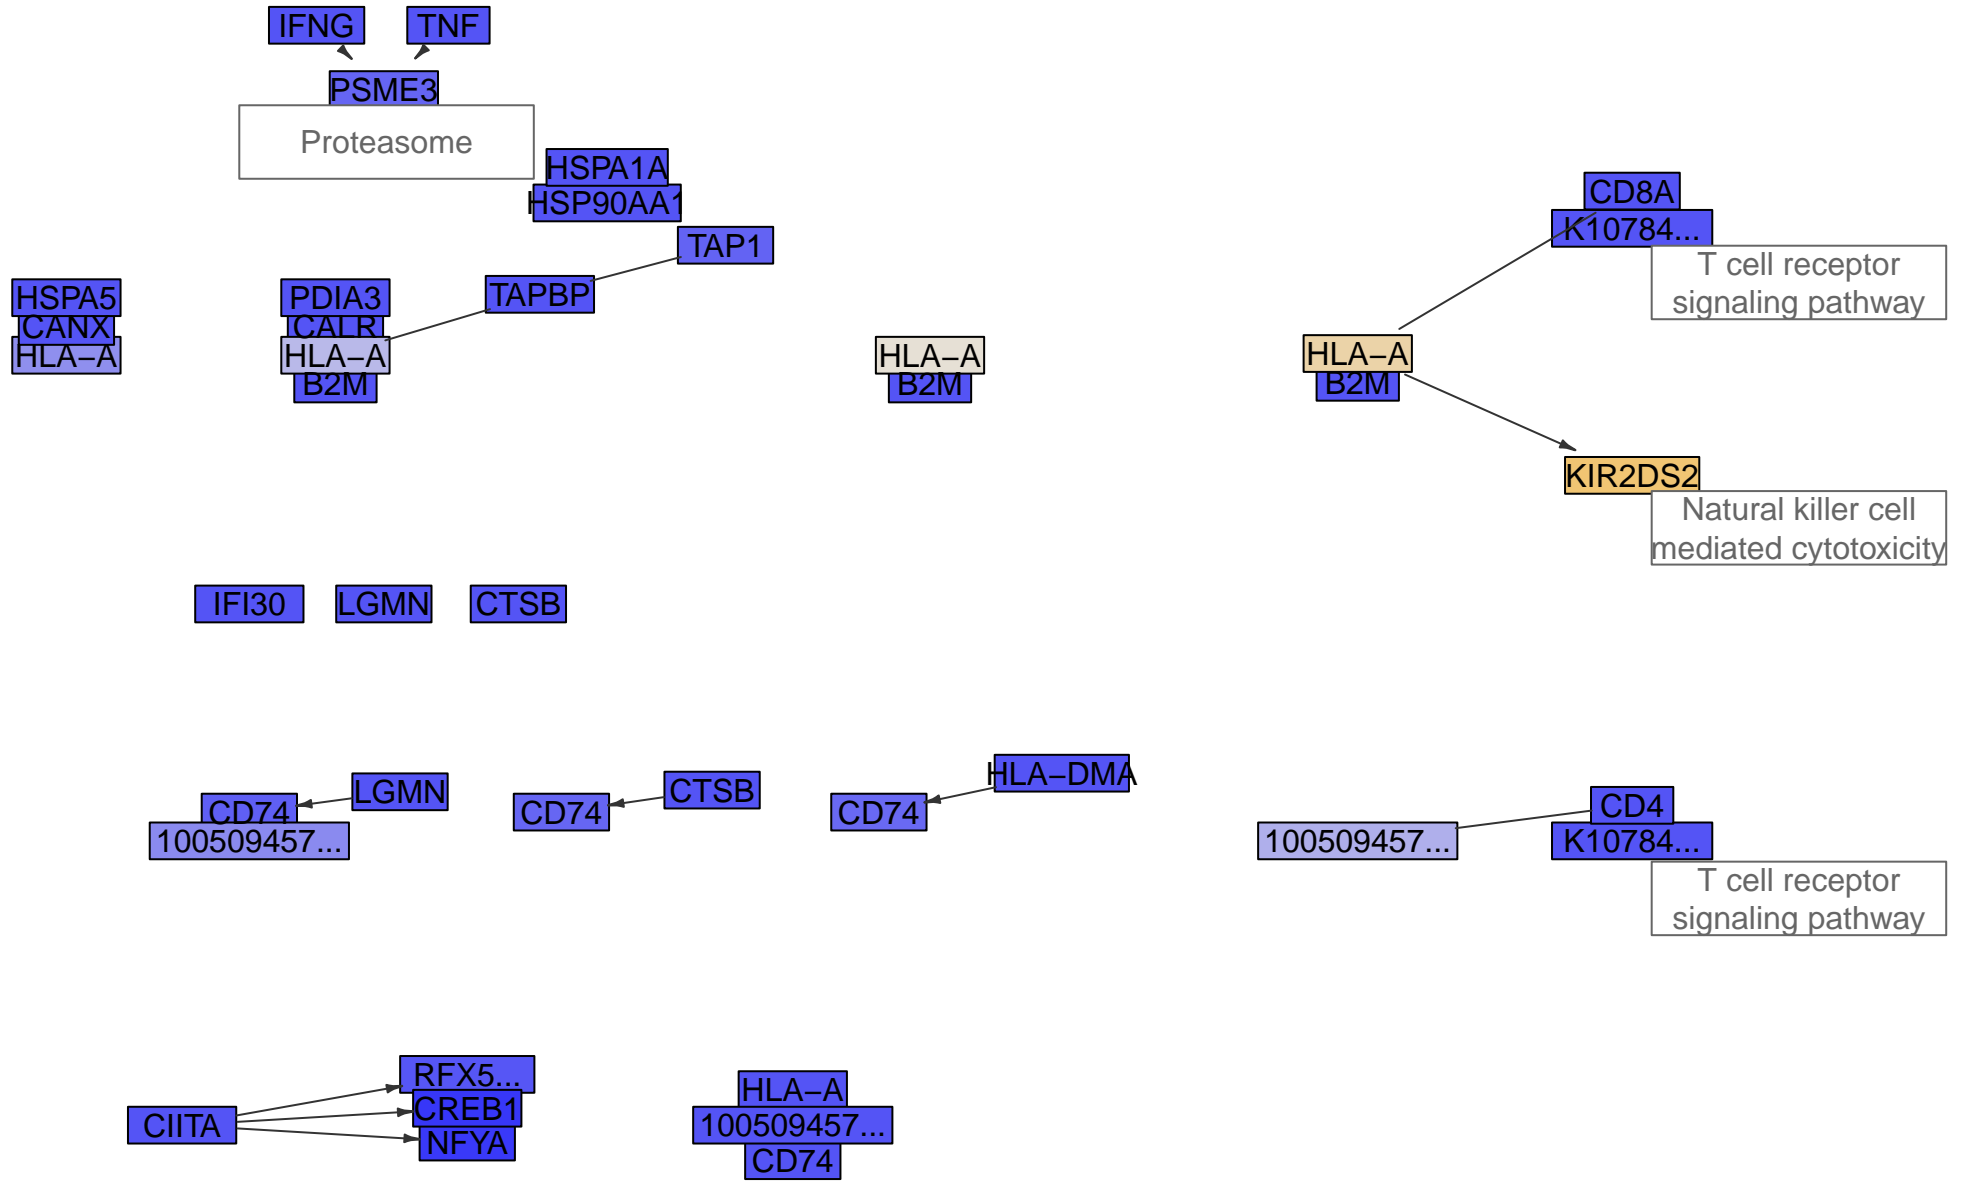 IFNG
TNF
PSME3
Proteasome
HSPA1A
HSP90AA1
CD8A
K10784...
TAP1
T cell receptor
signaling pathway
HSPA5
CANX
HLA−A
PDIA3
CALR
HLA−A
B2M
TAPBP
HLA−A
B2M
HLA−A
B2M
KIR2DS2
Natural killer cell
mediated cytotoxicity
IFI30
LGMN
CTSB
LGMN
CD74
100509457...
CTSB
CD74
HLA−DMA
CD74
100509457...
CD4
K10784...
T cell receptor
signaling pathway
CIITA
RFX5...
CREB1
NFYA
HLA−A
100509457...
CD74